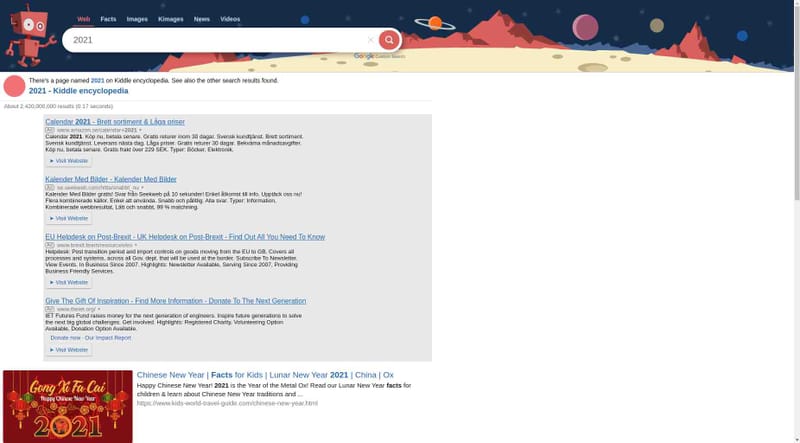 Web Facts Images Kimages News Videos
2021
Google Custom Search
There's a page named 2021 on Kiddle encyclopedia. See also the other search results found.
2021 - Kiddle encyclopedia
About 2,420,000,000 results (0.17 seconds)
Calendar 2021 - Brett sortiment & Låga priser
Ad www.amazon.se/calendar+2021
Calendar 2021. Köp nu, betala senare. Gratis returer inom 30 dagar. Svensk kundtjänst. Brett sortiment.
Svensk kundtjänst. Leverans nästa dag. Låga priser. Gratis returer 30 dagar. Bekväma månadsavgifter.
Köp nu, betala senare. Gratis frakt över 229 SEK. Typer: Böcker, Elektronik.
► Visit Website
Kalender Med Bilder - Kalender Med Bilder
Ad se.seekweb.com/hitta/snabbt_nu
Kalender Med Bilder gratis! Svar från Seekweb på 10 sekunder! Enkel åtkomst till info. Upptäck oss nu!
Flera kombinerade källor. Enkel att använda. Snabb och pålitlig. Alla svar. Typer: Information,
Kombinerade webbresultat, Lätt och snabbt, 99 % matchning.
► Visit Website
EU Helpdesk on Post-Brexit - UK Helpdesk on Post-Brexit - Find Out All You Need To Know
Ad
Helpdesk: Post transition period and import controls on goods moving from the EU to GB. Covers all
processes and systems, across all Gov. dept, that will be used at the border. Subscribe To Newsletter.
View Events. In Business Since 2007. Highlights: Newsletter Available, Serving Since 2007, Providing
Business Friendly Services.
► Visit Website
Give The Gift Of Inspiration - Find More Information - Donate To The Next Generation
Ad www.theiet.org/
IET Futures Fund raises money for the next generation of engineers. Inspire future generations to solve
the next big global challenges. Get involved. Highlights: Registered Charity, Volunteering Option
Available, Donation Option Available.
Donate now · Our Impact Report
► Visit Website
Gong Xi Fa Cai
Happy Chinese New Year
2021
Chinese New Year | Facts for Kids | Lunar New Year 2021 | China | Ox
Happy Chinese New Year! 2021 is the Year of the Metal Ox! Read our Lunar New Year facts for
children & learn about Chinese New Year traditions and ...
https://www.kids-world-travel-guide.com/chinese-new-year.html